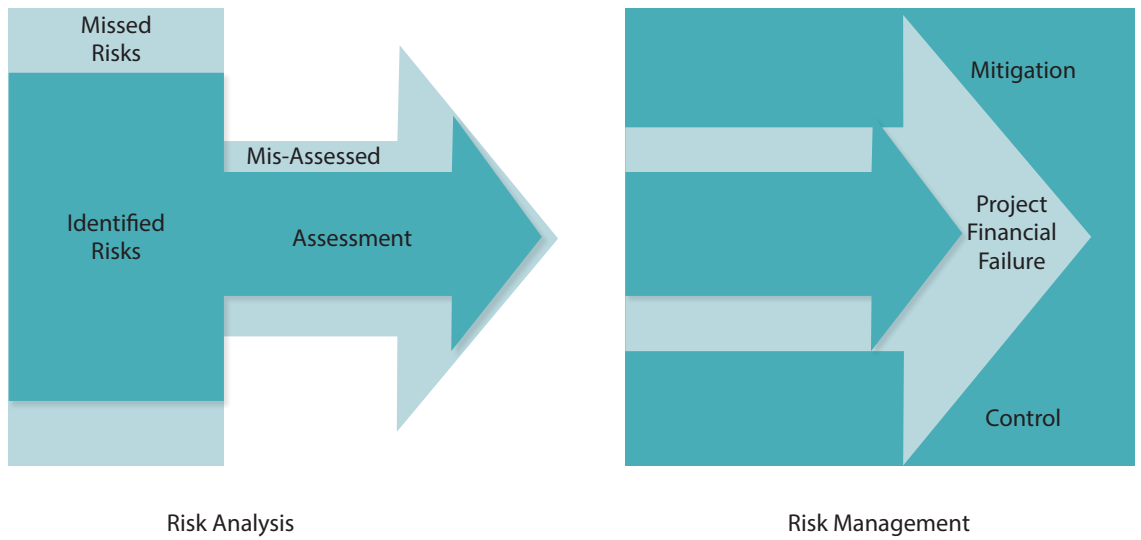 Missed
Risks
Identified
Risks
Mis-Assessed
Assessment
Risk Analysis
Mitigation
Project
Financial
Failure
Control
Risk Management